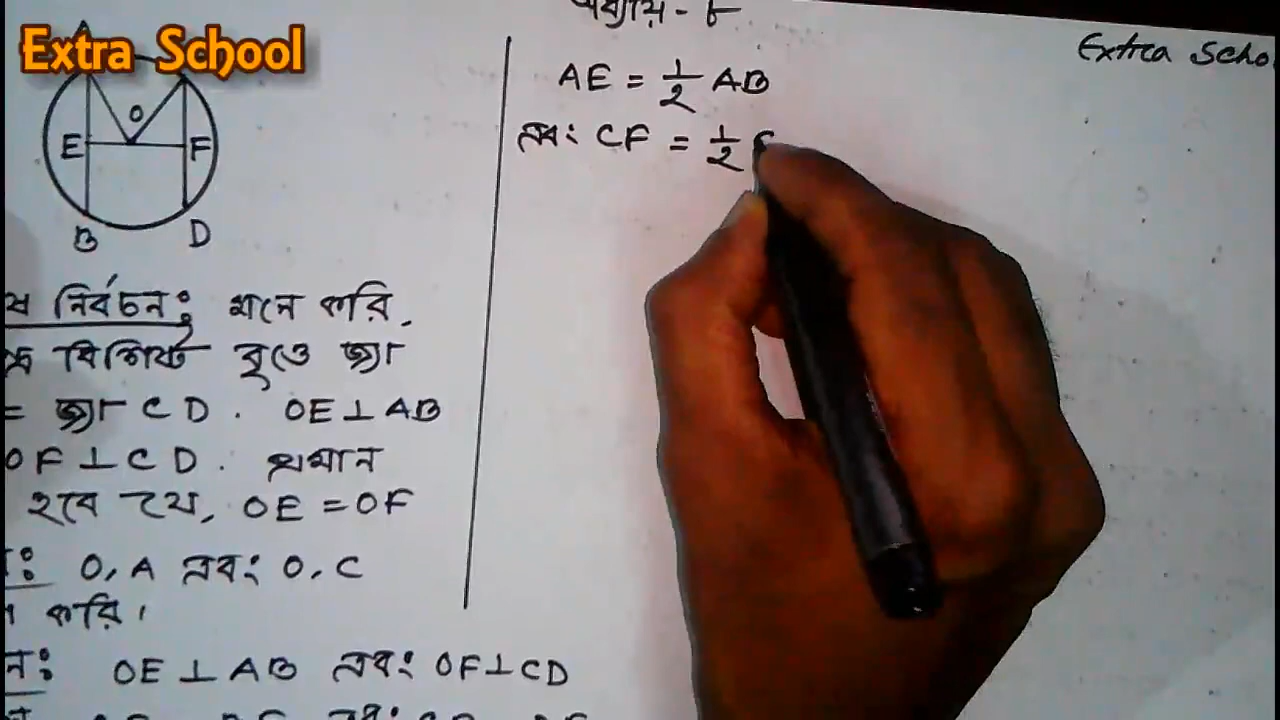 Extra School
অধ্যায় - ৮
Extra Scho
O
E
F
B
D
নির্বচন: মনে করি,
বিশিষ্ট বৃত্তে জ্যা
= জ্যা CD. OE⊥AB
OF⊥CD. প্রমান
হবে যে, OE = OF
O, A এবং O, C
করি।
OE ⊥ AB এবং OF⊥CD
AE = 1/2 AB
এবং CF = 1/2